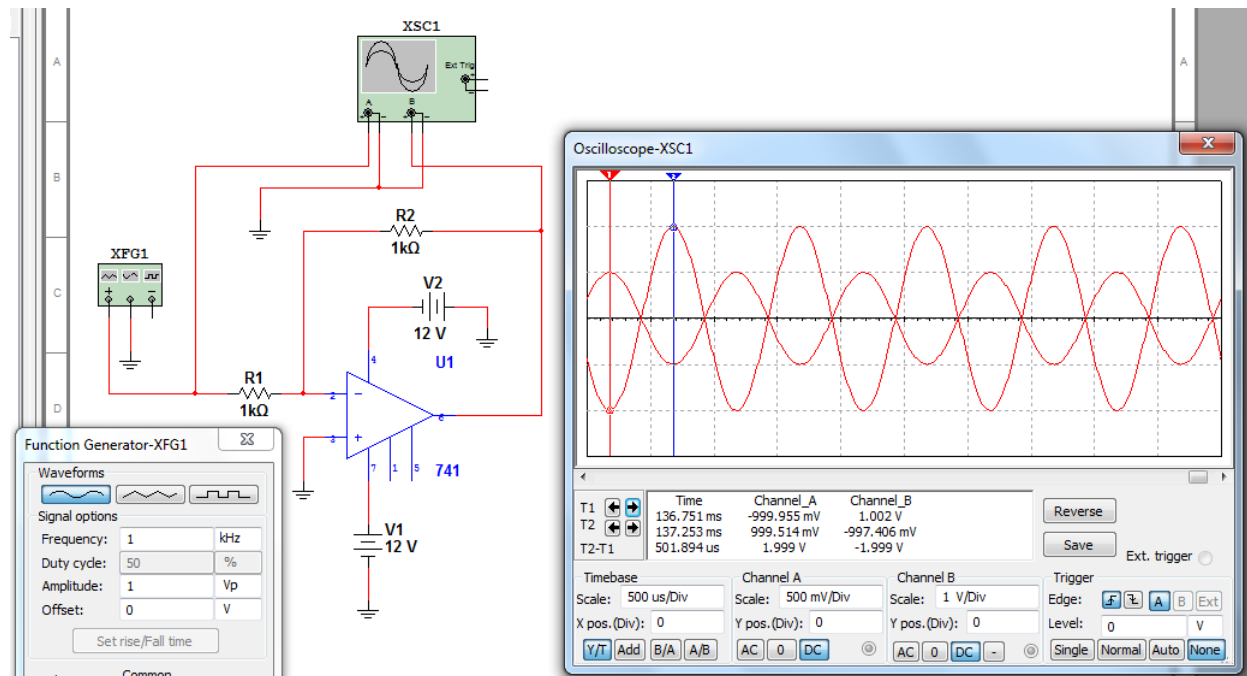 XSC1
Ext Trig
A B
A
A
B
C
D
R2
1kΩ
XFG1
V2
12 V
4
U1
R1
1kΩ
2
3
6
7 1 5
741
V1
12 V
Oscilloscope-XSC1
1 2
Time Channel_A Channel_B
T1 136.751 ms -999.955 mV 1.002 V
T2 137.253 ms 999.514 mV -997.406 mV
T2-T1 501.894 us 1.999 V -1.999 V
Reverse
Save
Ext. trigger
Timebase
Scale: 500 us/Div
X pos.(Div): 0
Y/T Add B/A A/B
Channel A
Scale: 500 mV/Div
Y pos.(Div): 0
AC 0 DC
Channel B
Scale: 1 V/Div
Y pos.(Div): 0
AC 0 DC -
Trigger
Edge: A B Ext
Level: 0 V
Single Normal Auto None
Function Generator-XFG1
Waveforms
Signal options
Frequency: 1 kHz
Duty cycle: 50 %
Amplitude: 1 Vp
Offset: 0 V
Set rise/Fall time
Common